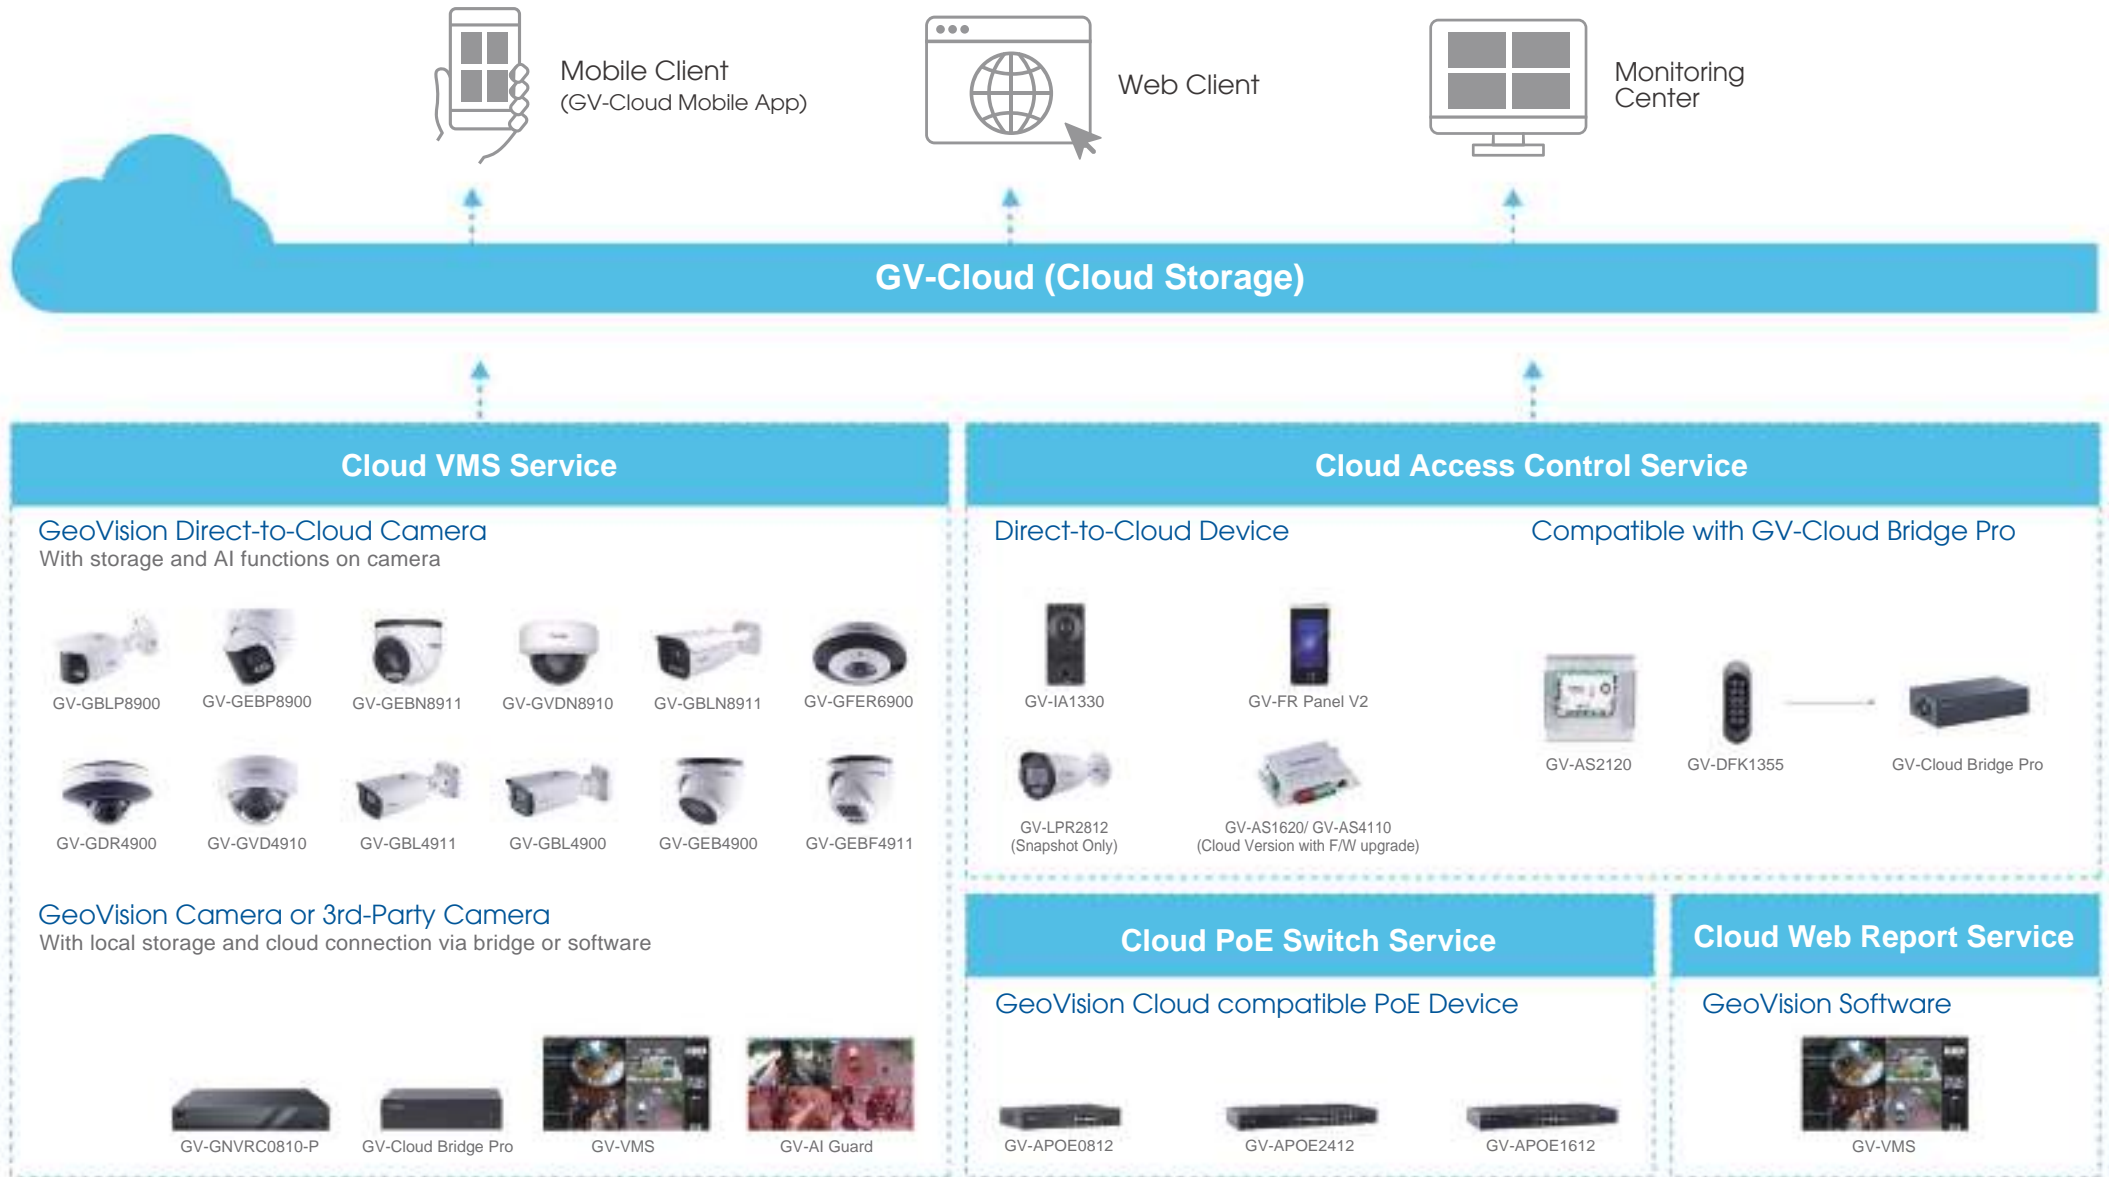 Mobile Client
(GV-Cloud Mobile App)
Web Client
Monitoring
Center
GV-Cloud (Cloud Storage)
Cloud VMS Service
GeoVision Direct-to-Cloud Camera
With storage and AI functions on camera
GV-GBLP8900
GV-GEBP8900
GV-GEBN8911
GV-GVDN8910
GV-GBLN8911
GV-GFER6900
GV-GDR4900
GV-GVD4910
GV-GBL4911
GV-GBL4900
GV-GEB4900
GV-GEBF4911
GeoVision Camera or 3rd-Party Camera
With local storage and cloud connection via bridge or software
GV-GNVRC0810-P
GV-Cloud Bridge Pro
GV-VMS
GV-AI Guard
Cloud Access Control Service
Direct-to-Cloud Device
GV-IA1330
GV-FR Panel V2
GV-LPR2812
(Snapshot Only)
GV-AS1620/ GV-AS4110
(Cloud Version with F/W upgrade)
Compatible with GV-Cloud Bridge Pro
GV-AS2120
GV-DFK1355
GV-Cloud Bridge Pro
Cloud PoE Switch Service
GeoVision Cloud compatible PoE Device
GV-APOE0812
GV-APOE2412
GV-APOE1612
Cloud Web Report Service
GeoVision Software
GV-VMS